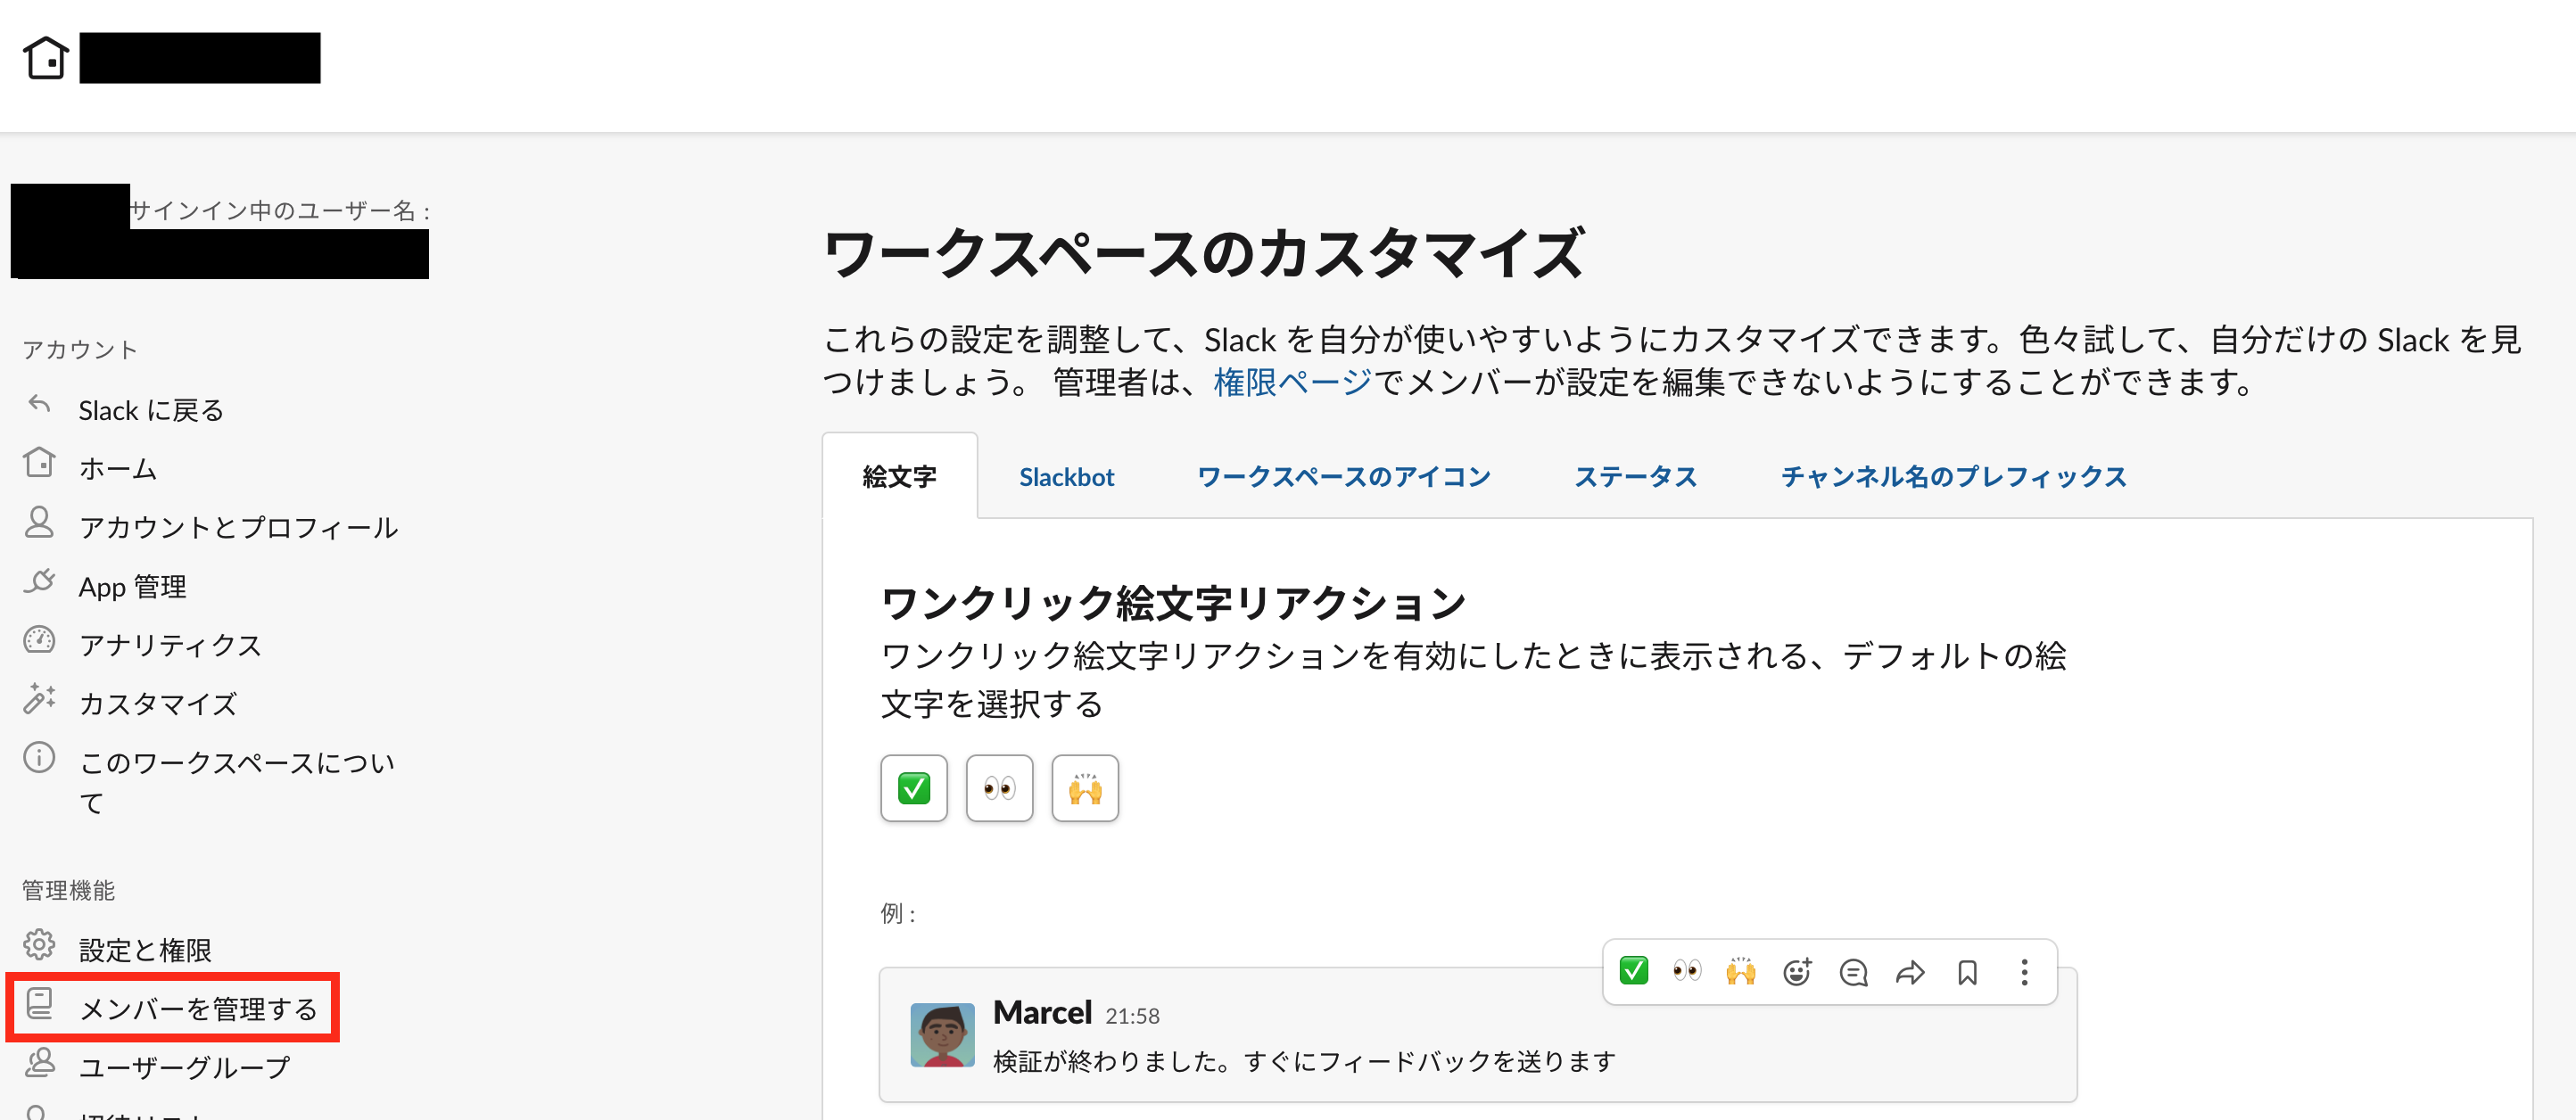 サインイン中のユーザー名 :
アカウント
Slack に戻る
ホーム
アカウントとプロフィール
App 管理
アナリティクス
カスタマイズ
このワークスペースについ
て
管理機能
設定と権限
メンバーを管理する
ユーザーグループ
ワークスペースのカスタマイズ
これらの設定を調整して、Slack を自分が使いやすいようにカスタマイズできます。色々試して、自分だけの Slack を見
つけましょう。 管理者は、権限ページでメンバーが設定を編集できないようにすることができます。
絵文字 Slackbot ワークスペースのアイコン ステータス チャンネル名のプレフィックス
ワンクリック絵文字リアクション
ワンクリック絵文字リアクションを有効にしたときに表示される、デフォルトの絵
文字を選択する
例 :
Marcel 21:58
検証が終わりました。すぐにフィードバックを送ります